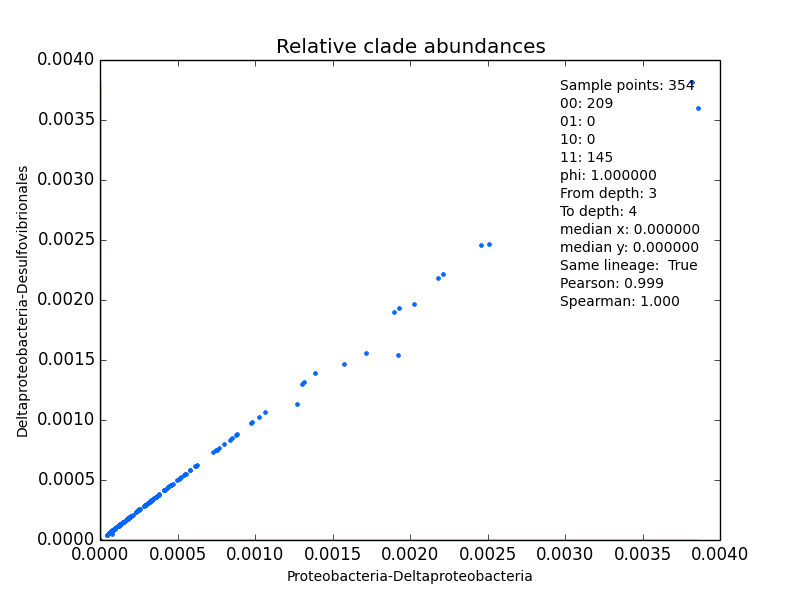 Relative clade abundances
0.0040
0.0035
0.0030
0.0025
0.0020
0.0015
0.0010
0.0005
0.0000
Deltaproteobacteria-Desulfovibrionales
Sample points: 354
00: 209
01: 0
10: 0
11: 145
phi: 1.000000
From depth: 3
To depth: 4
median x: 0.000000
median y: 0.000000
Same lineage:  True
Pearson: 0.999
Spearman: 1.000
0.0000 0.0005 0.0010 0.0015 0.0020 0.0025 0.0030 0.0035 0.0040
Proteobacteria-Deltaproteobacteria